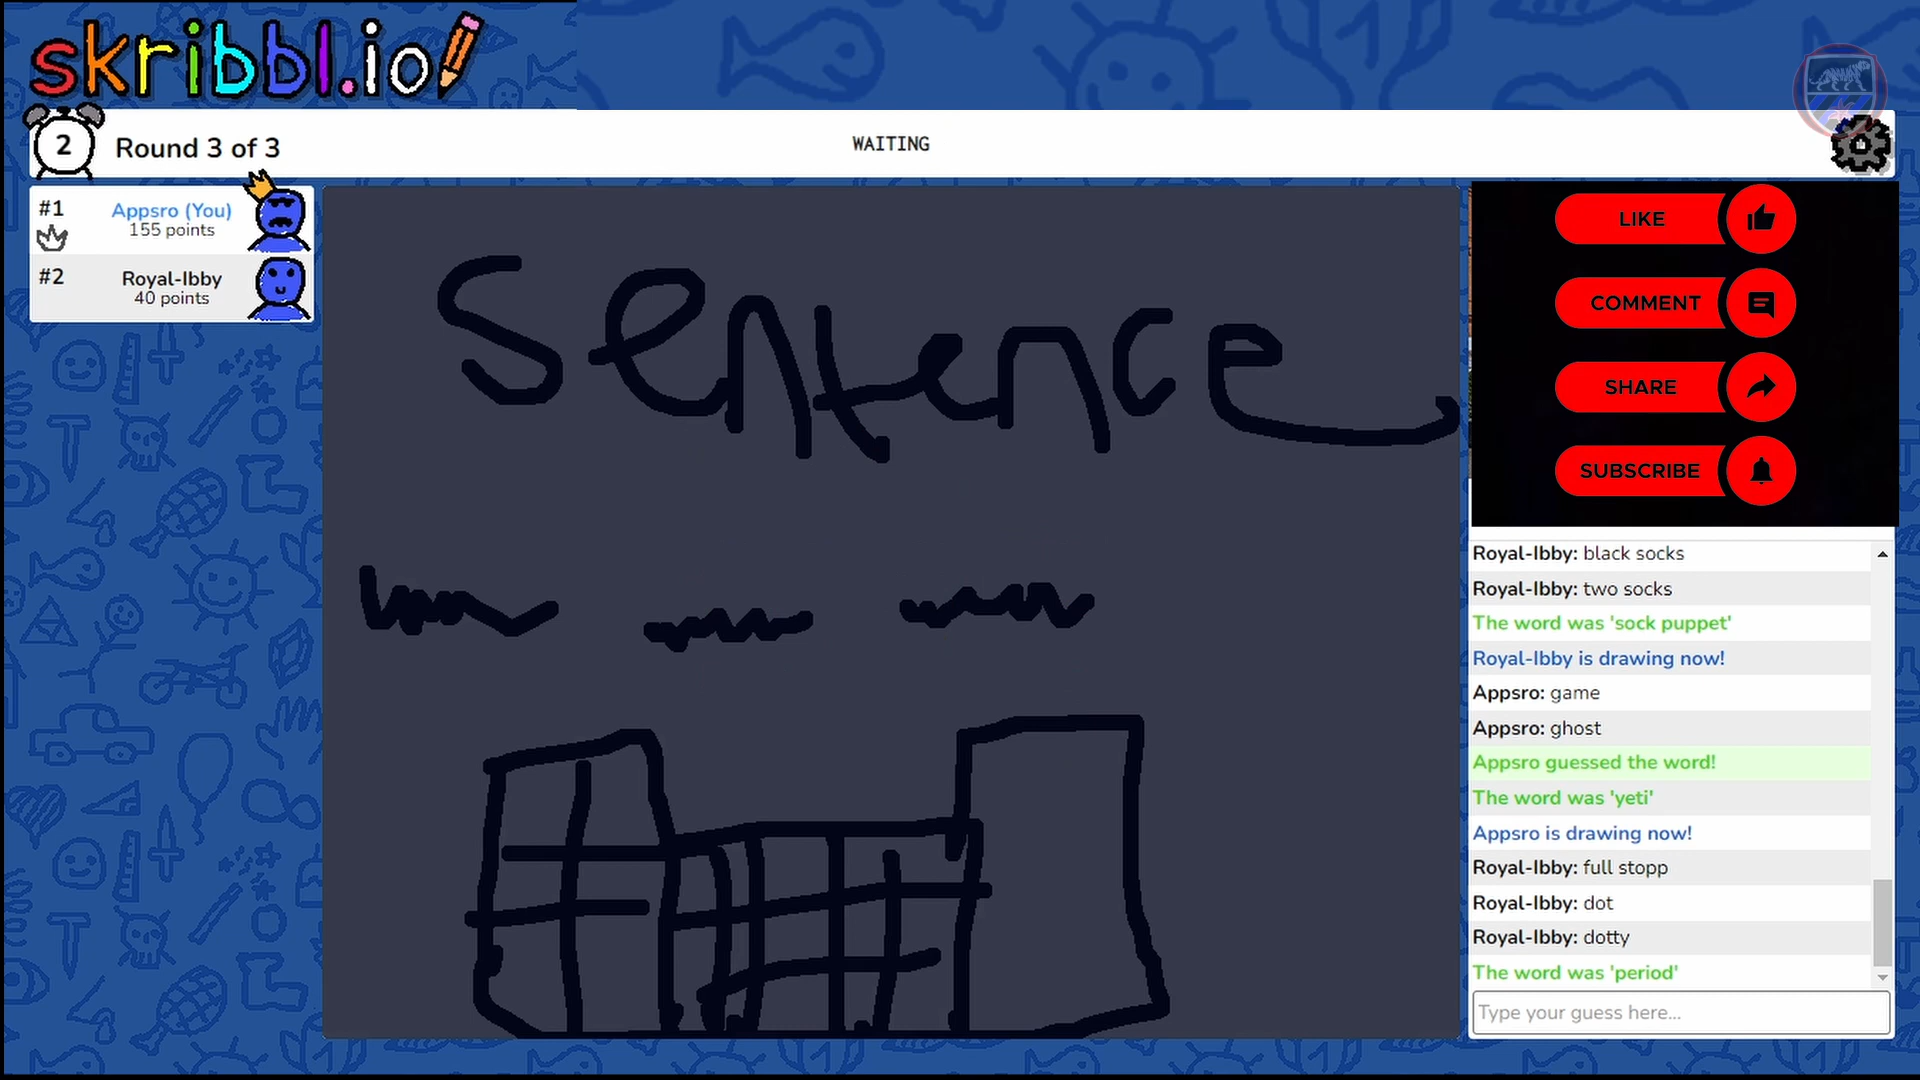 skribbl.io
2
Round 3 of 3
WAITING
#1
Appsro (You)
155 points
#2
Royal-Ibby
40 points
Sentence
LIKE
COMMENT
SHARE
SUBSCRIBE
Royal-Ibby: black socks
Royal-Ibby: two socks
The word was 'sock puppet'
Royal-Ibby is drawing now!
Appsro: game
Appsro: ghost
Appsro guessed the word!
The word was 'yeti'
Appsro is drawing now!
Royal-Ibby: full stopp
Royal-Ibby: dot
Royal-Ibby: dotty
The word was 'period'
Type your guess here...